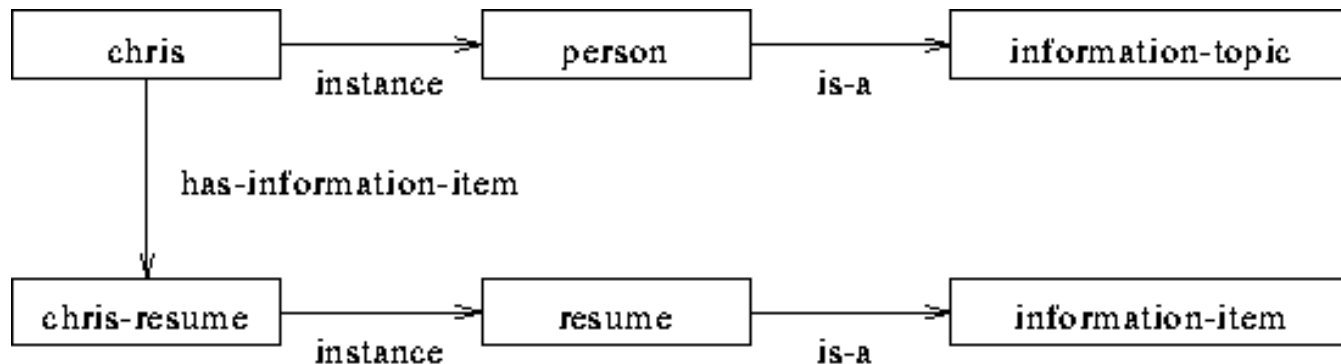 chris
person
information-topic
instance
is-a
has-information-item
chris-resume
resume
information-item
instance
is-a